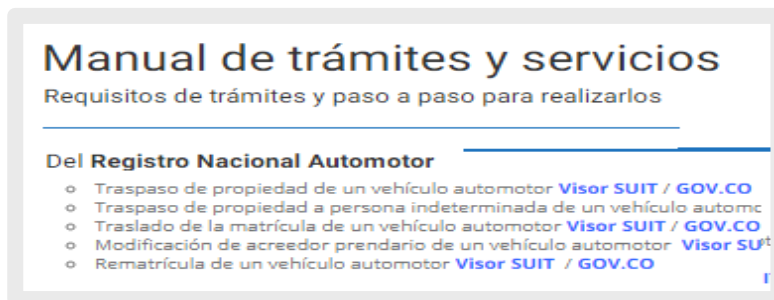 Manual de trámites y servicios
Requisitos de trámites y paso a paso para realizarlos
Del Registro Nacional Automotor
Traspaso de propiedad de un vehículo automotor Visor SUIT / GOV.CO
Traspaso de propiedad a persona indeterminada de un vehículo
Traslado de la matrícula de un vehículo automotor Visor SUIT / GOV.CO
Modificación de acreedor prendario de un vehículo automotor Visor
Rematrícula de un vehículo automotor Visor SUIT / GOV.CO